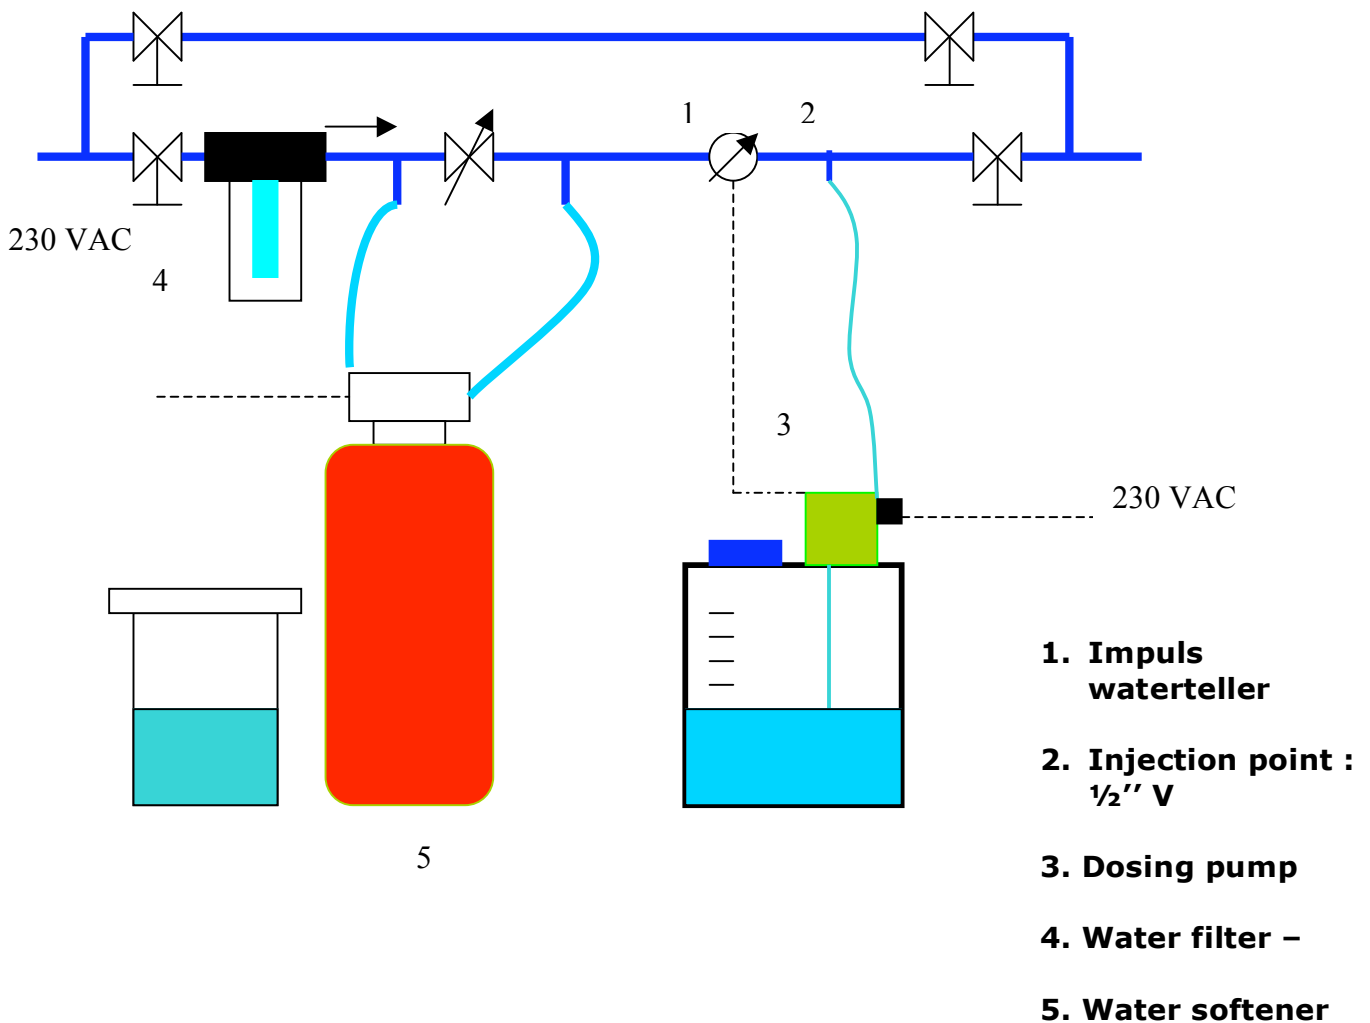 1
2
230 VAC
4
3
230 VAC
5
1. Impuls
waterteller
2. Injection point :
½’’ V
3. Dosing pump
4. Water filter –
5. Water softener